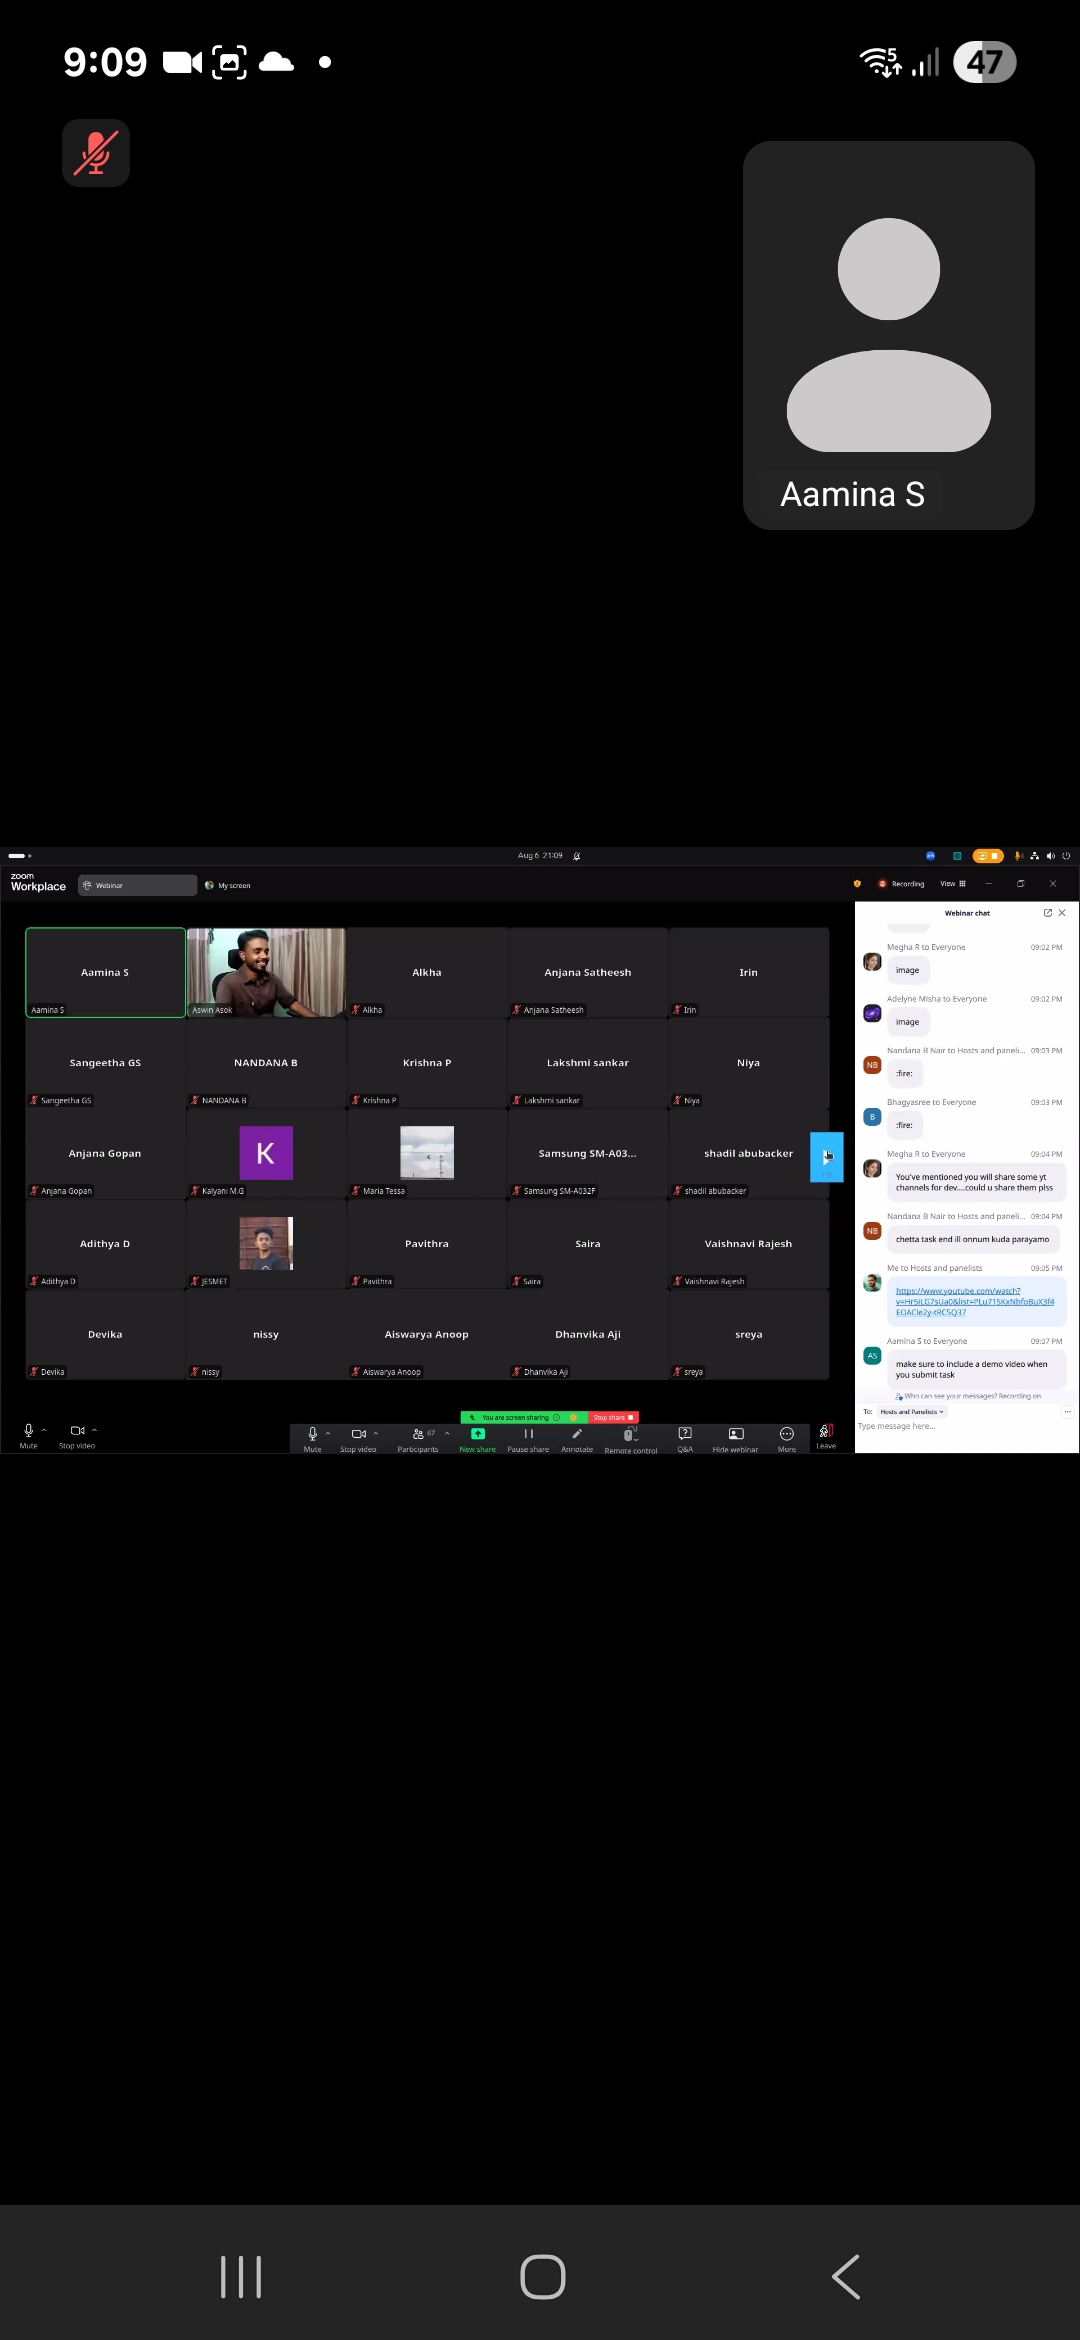 9:09
5
47
Aamina S
Aug 6 21:09
zoom
Workplace
Webinar
My screen
Recording
View
Aamina S
Aamina S
Aswin Asok
Alkha
Alkha
Anjana Satheesh
Anjana Satheesh
Irin
Irin
Sangeetha GS
Sangeetha GS
NANDANA B
NANDANA B
Krishna P
Krishna P
Lakshmi sankar
Lakshmi sankar
Niya
Niya
Anjana Gopan
Anjana Gopan
K
Kalyani M.G
Maria Tessa
Samsung SM-A03...
Samsung SM-A032F
shadil abubacker
shadil abubacker
Adithya D
Adithya D
JESMET
Pavithra
Pavithra
Saira
Saira
Vaishnavi Rajesh
Vaishnavi Rajesh
Devika
Devika
nissy
nissy
Aiswarya Anoop
Aiswarya Anoop
Dhanvika Aji
Dhanvika Aji
sreya
sreya
You are screen sharing
Stop share
Mute
Stop video
Mute
Stop video
Participants
67
New share
Pause share
Annotate
Remote control
Q&A
Hide webinar
More
Leave
Webinar chat
Megha R to Everyone 09:02 PM
image
Adelyne Misha to Everyone 09:02 PM
image
Nandana B Nair to Hosts and paneli... 09:03 PM
NB
:fire:
Bhagyasree to Everyone 09:03 PM
B
:fire:
Megha R to Everyone 09:04 PM
You've mentioned you will share some yt
channels for dev....could u share them plss
Nandana B Nair to Hosts and paneli... 09:04 PM
NB
chetta task end ill onnum kuda parayamo
Me to Hosts and panelists 09:05 PM
https://www.youtube.com/watch?
v=Hr5iLG7sUa0&list=PLu71SKxNbfoBuX3f4
EOACle2y-tRC5Q37
Aamina S to Everyone 09:07 PM
AS
make sure to include a demo video when
you submit task
Who can see your messages? Recording on
To: Hosts and Panelists
Type message here...